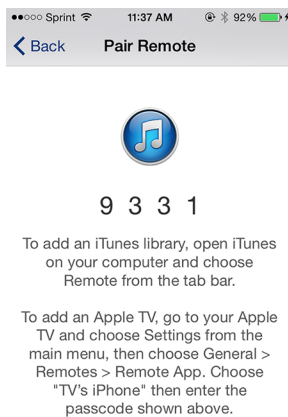 Sprint 11:37 AM 92%
Back Pair Remote
9 3 3 1
To add an iTunes library, open iTunes
on your computer and choose
Remote from the tab bar.
To add an Apple TV, go to your Apple
TV and choose Settings from the
main menu, then choose General >
Remotes > Remote App. Choose
"TV's iPhone" then enter the
passcode shown above.